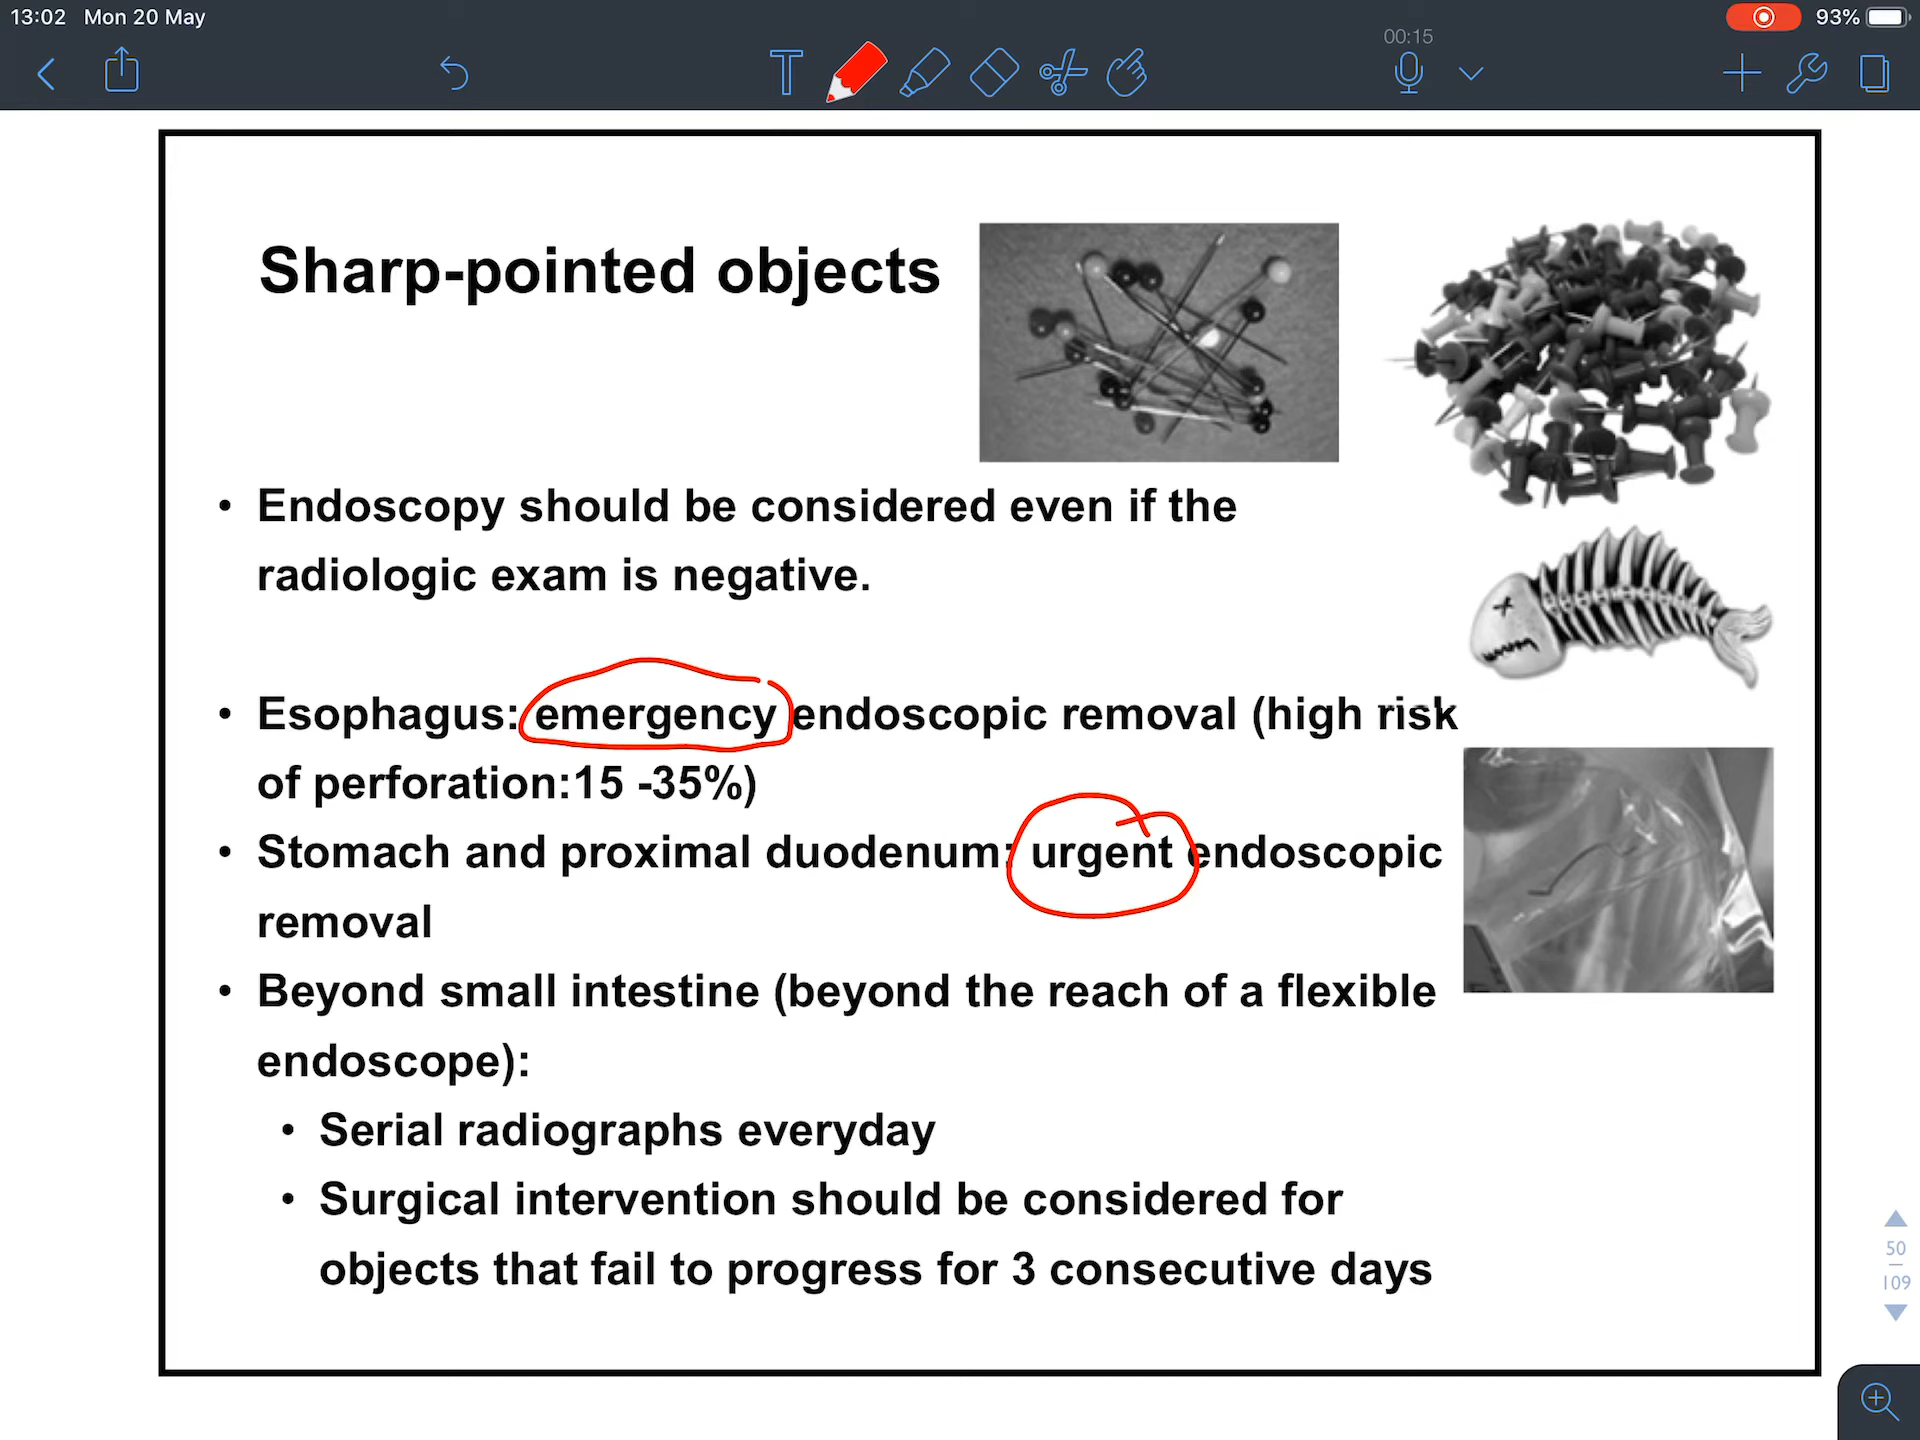 13:02 Mon 20 May
93%
00:15
Sharp-pointed objects
• Endoscopy should be considered even if the
radiologic exam is negative.
• Esophagus: emergency endoscopic removal (high risk
of perforation:15 -35%)
• Stomach and proximal duodenum: urgent endoscopic
removal
• Beyond small intestine (beyond the reach of a flexible
endoscope):
• Serial radiographs everyday
• Surgical intervention should be considered for
objects that fail to progress for 3 consecutive days
50
109